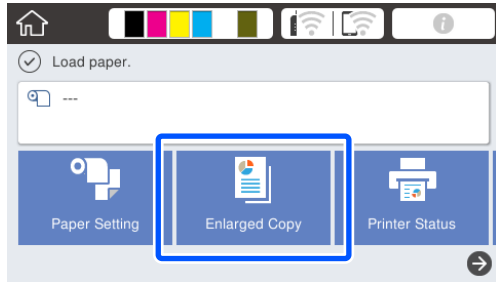 Load paper.
---
Paper Setting
Enlarged Copy
Printer Status